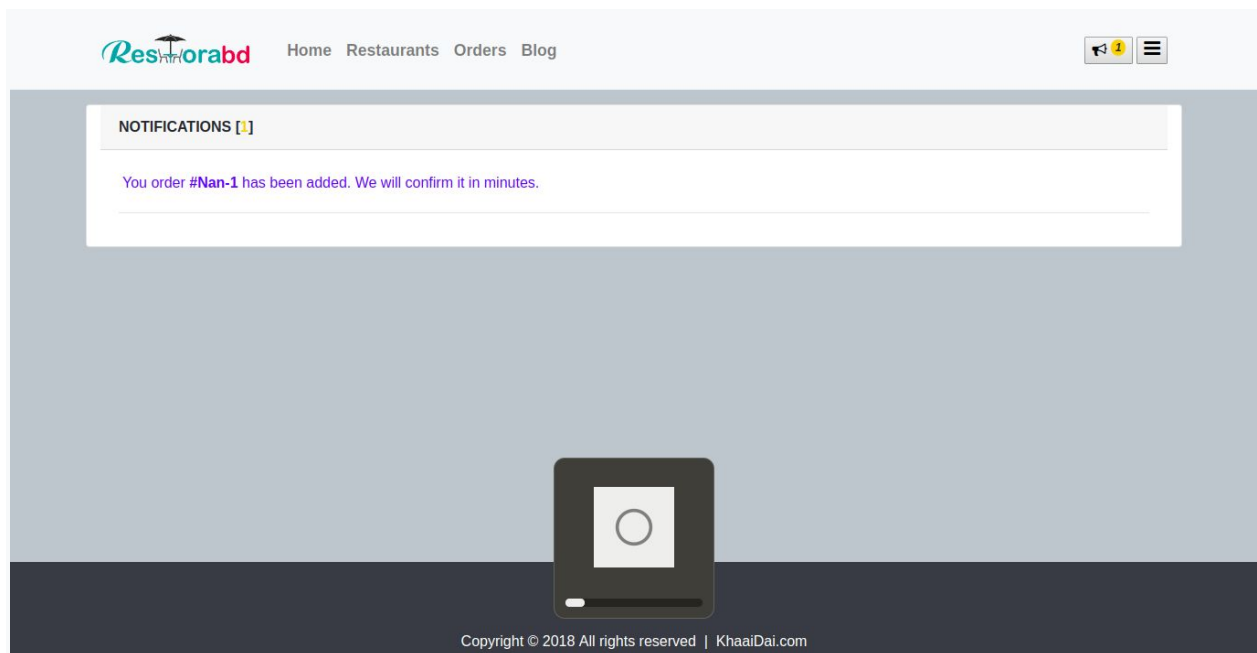 Restorabd Home Restaurants Orders Blog 1
NOTIFICATIONS [1]
You order #Nan-1 has been added. We will confirm it in minutes.
Copyright © 2018 All rights reserved | KhaaiDai.com